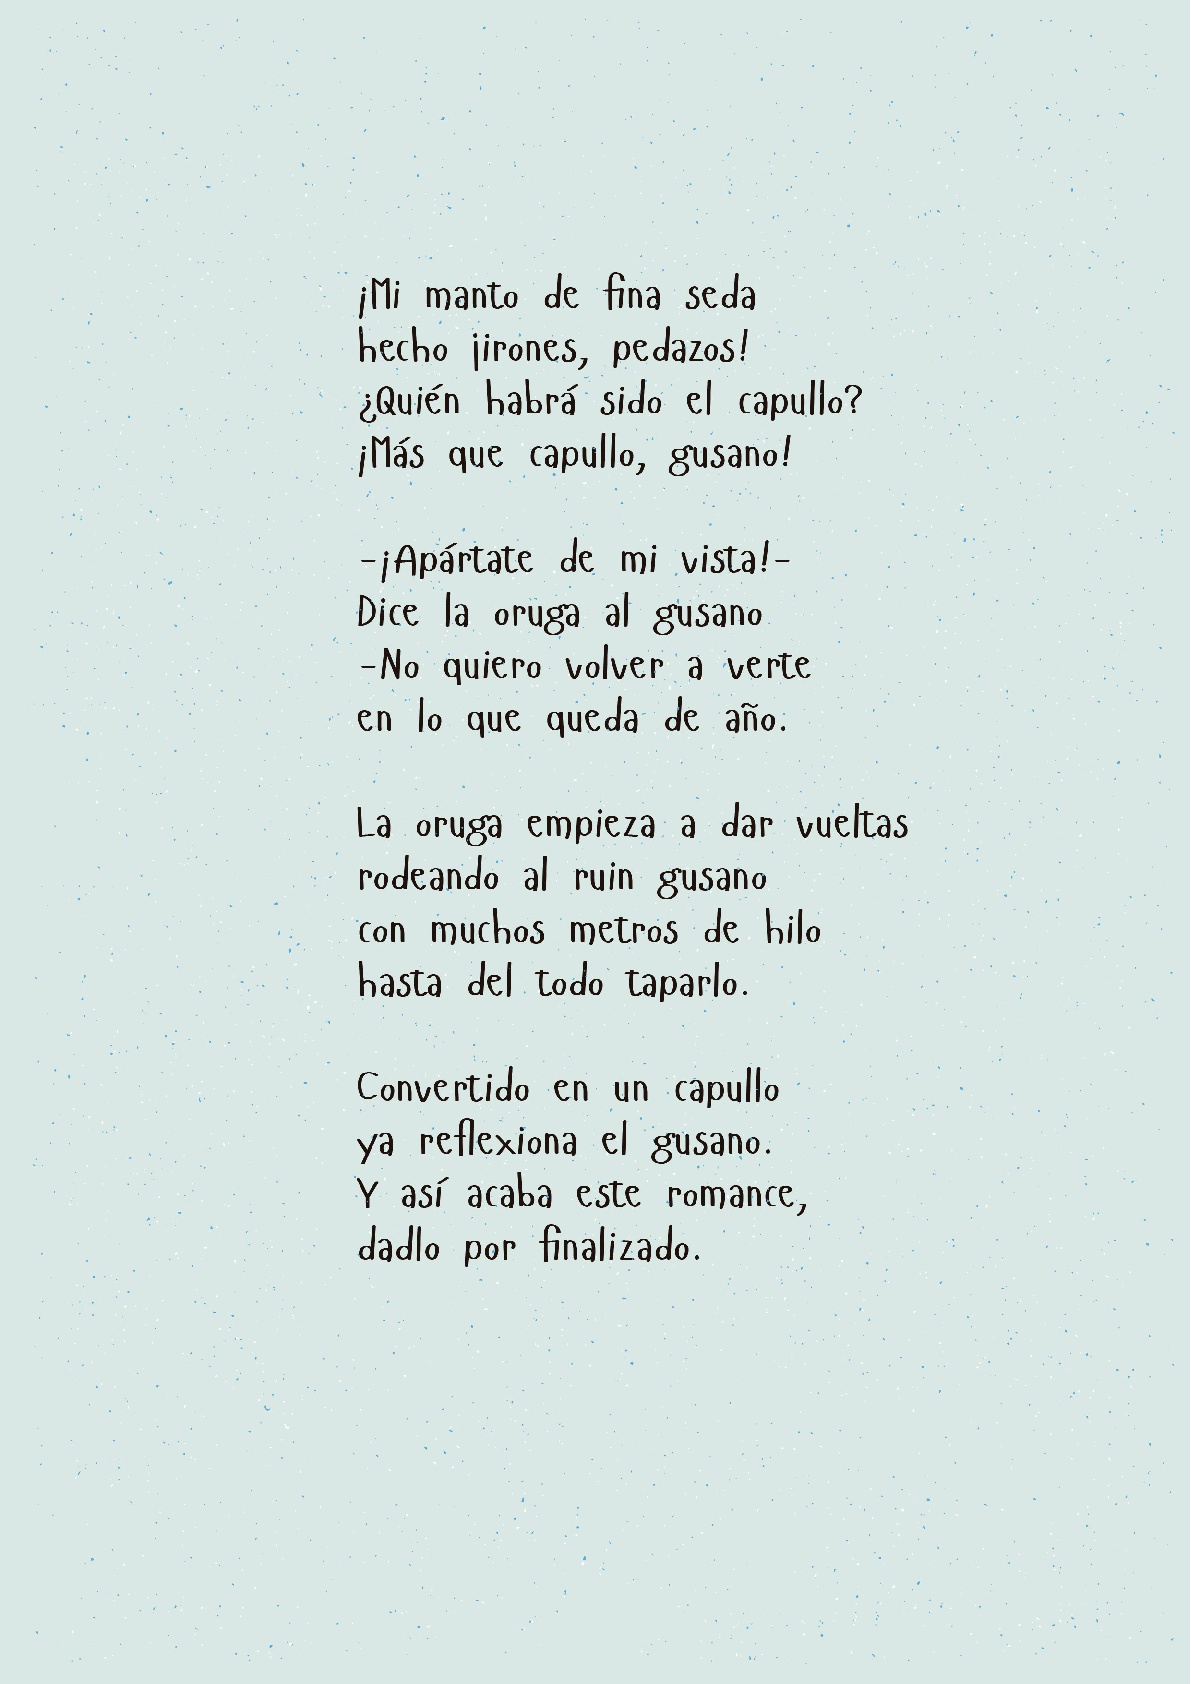 ¡Mi manto de fina seda
hecho jirones, pedazos!
¿Quién habrá sido el capullo?
¡Más que capullo, gusano!

-¡Apártate de mi vista!-
Dice la oruga al gusano
-No quiero volver a verte
en lo que queda de año.

La oruga empieza a dar vueltas
rodeando al ruin gusano
con muchos metros de hilo
hasta del todo taparlo.

Convertido en un capullo
ya reflexiona el gusano.
Y así acaba este romance,
dadlo por finalizado.